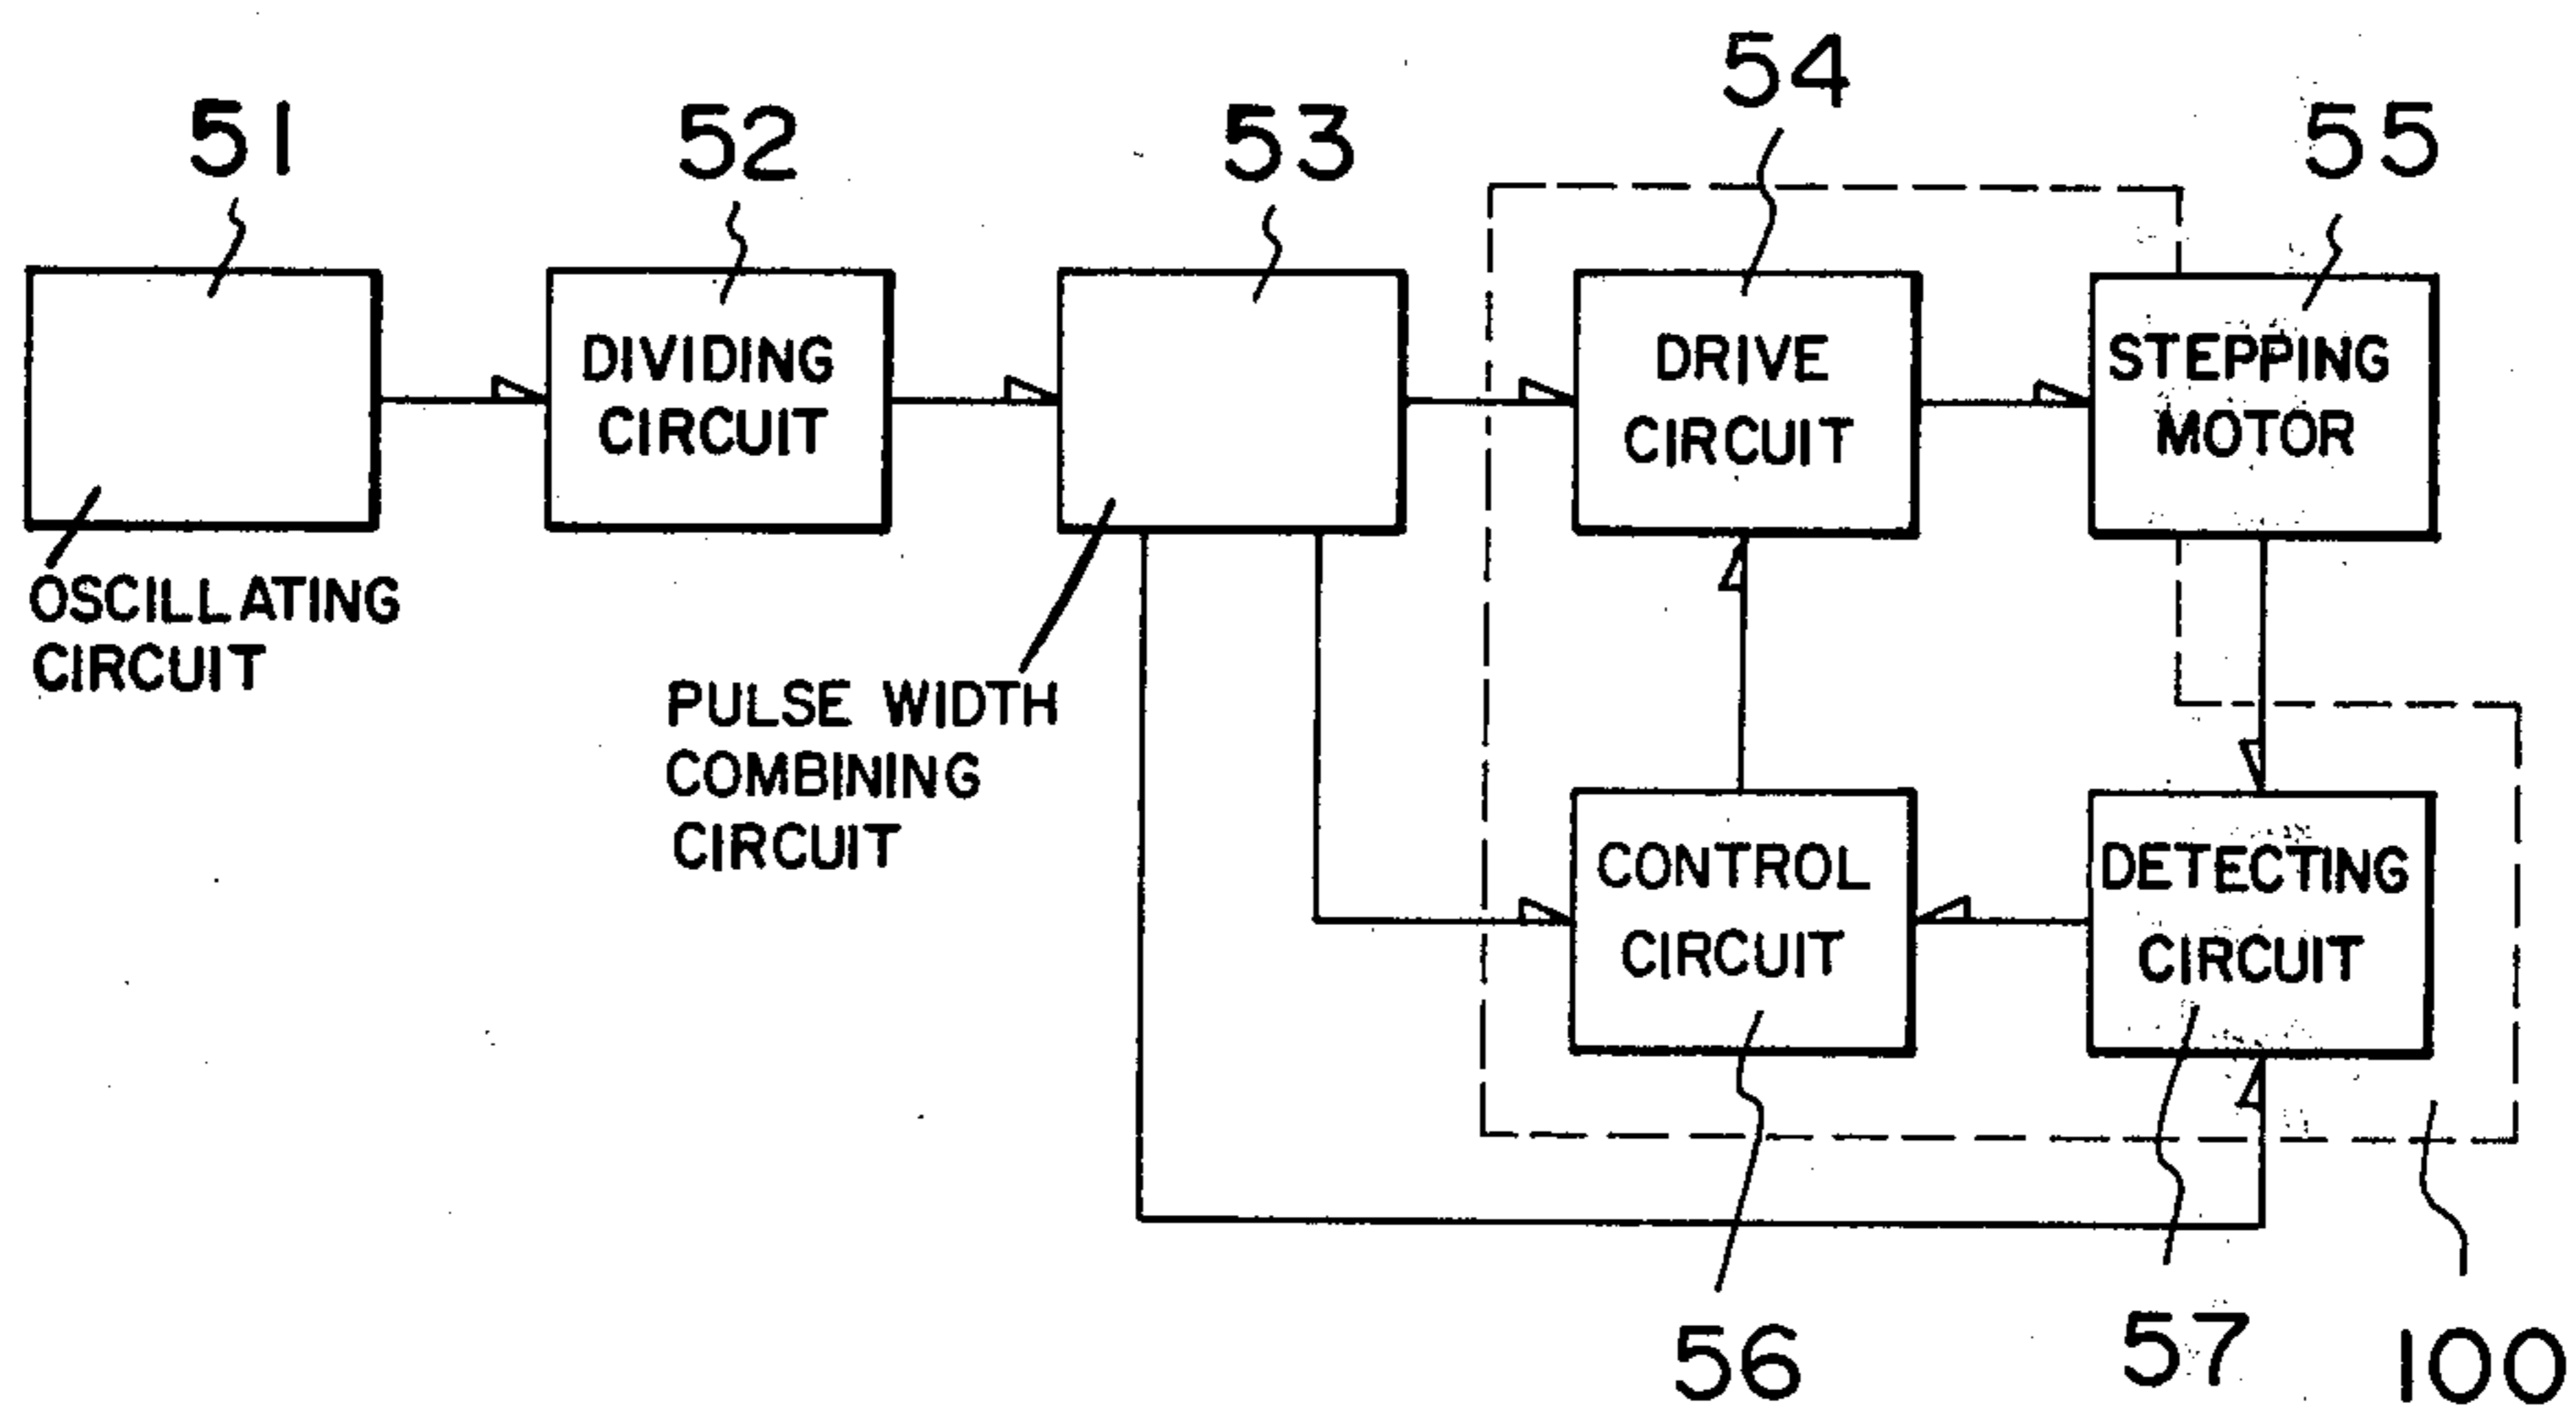 51
52
53
54
55
DIVIDING
CIRCUIT
DRIVE
CIRCUIT
STEPPING
MOTOR
OSCILLATING
CIRCUIT
PULSE WIDTH
COMBINING
CIRCUIT
CONTROL
CIRCUIT
DETECTING
CIRCUIT
56
57
100